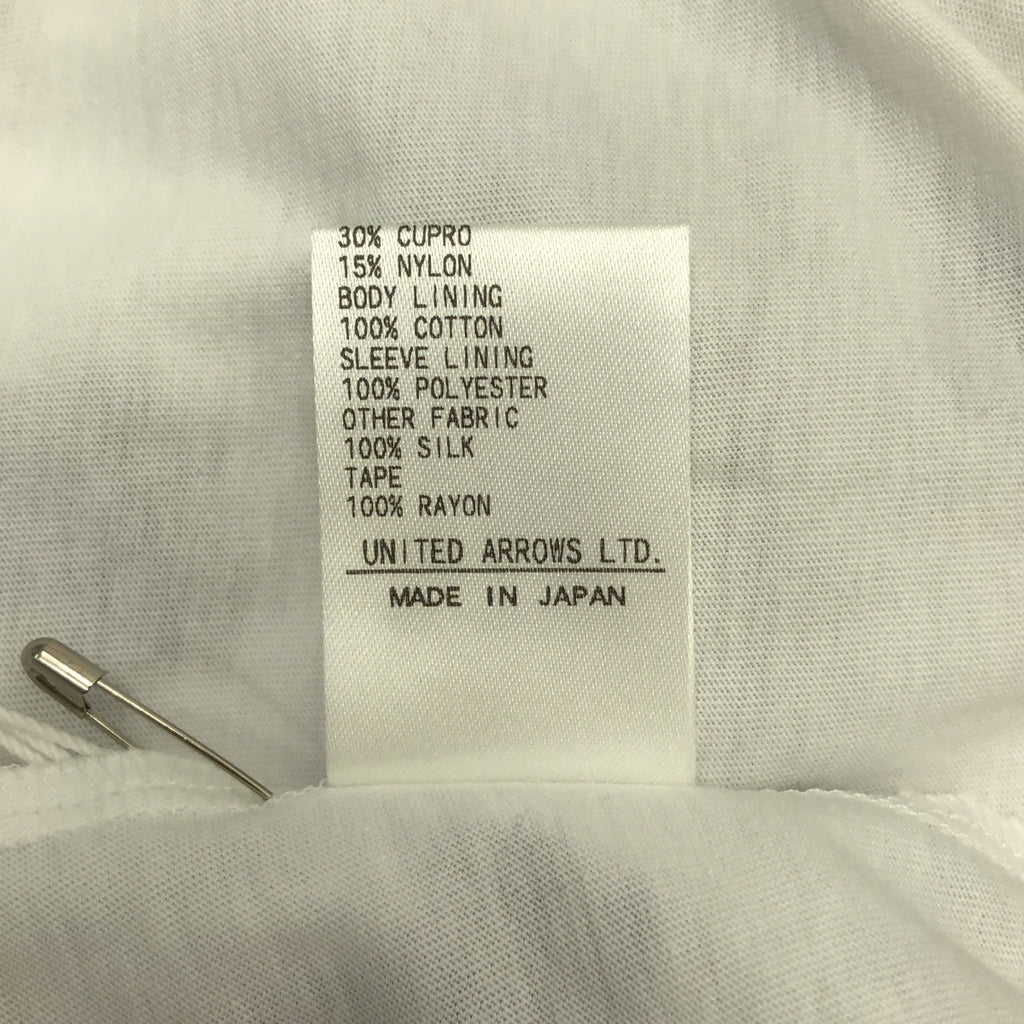 30% CUPRO
15% NYLON
BODY LINING
100% COTTON
SLEEVE LINING
100% POLYESTER
OTHER FABRIC
100% SILK
TAPE
100% RAYON
UNITED ARROWS LTD.
MADE IN JAPAN